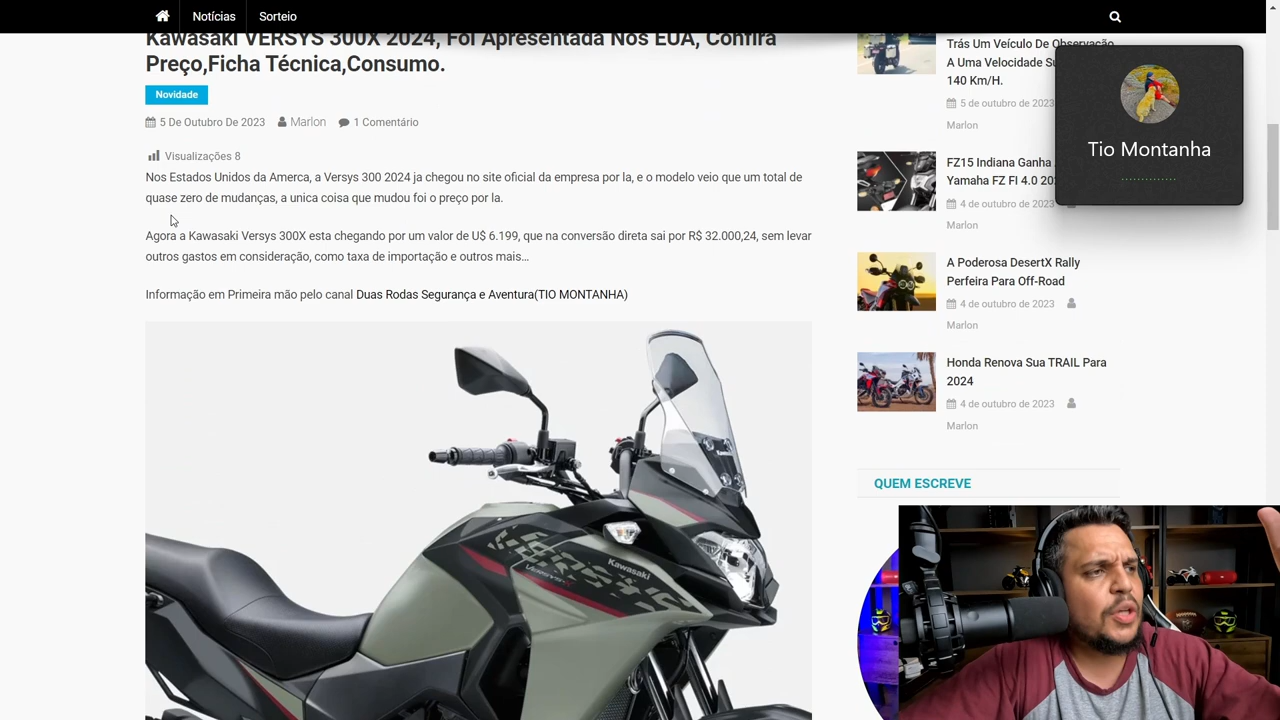 Notícias
Sorteio
Kawasaki VERSYS 300X 2024, Foi Apresentada Nos EUA, Confira
Preço,Ficha Técnica,Consumo.
Novidade
5 De Outubro De 2023
Marlon
1 Comentário
Visualizações 8
Nos Estados Unidos da Amerca, a Versys 300 2024 ja chegou no site oficial da empresa por la, e o modelo veio que um total de
quase zero de mudanças, a unica coisa que mudou foi o preço por la.
Agora a Kawasaki Versys 300X esta chegando por um valor de U$ 6.199, que na conversão direta sai por R$ 32.000,24, sem levar
outros gastos em consideração, como taxa de importação e outros mais…
Informação em Primeira mão pelo canal Duas Rodas Segurança e Aventura(TIO MONTANHA)
Kawasaki
VERSYS-X
Trás Um Veículo De Observação
A Uma Velocidade
140 Km/H.
5 de outubro de 2023
Marlon
Tio Montanha
FZ15 Indiana Ganha
Yamaha FZ FI 4.0
4 de outubro de 2023
Marlon
A Poderosa DesertX Rally
Perfeira Para Off-Road
4 de outubro de 2023
Marlon
Honda Renova Sua TRAIL Para
2024
4 de outubro de 2023
Marlon
QUEM ESCREVE